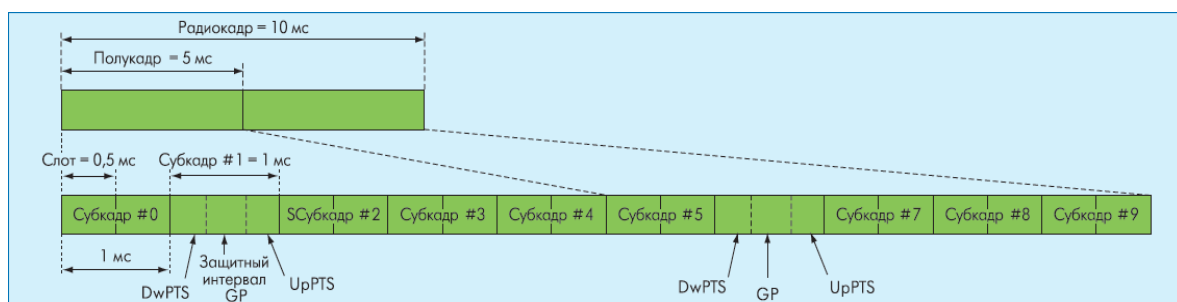 Радиокадр = 10 мс
Полукадр = 5 мс
Слот = 0,5 мс
Субкадр #1 = 1 мс
Субкадр #0
SСубкадр #2
Субкадр #3
Субкадр #4
Субкадр #5
Субкадр #7
Субкадр #8
Субкадр #9
1 мс
DwPTS
Защитный
интервал
GP
UpPTS
DwPTS
GP
UpPTS